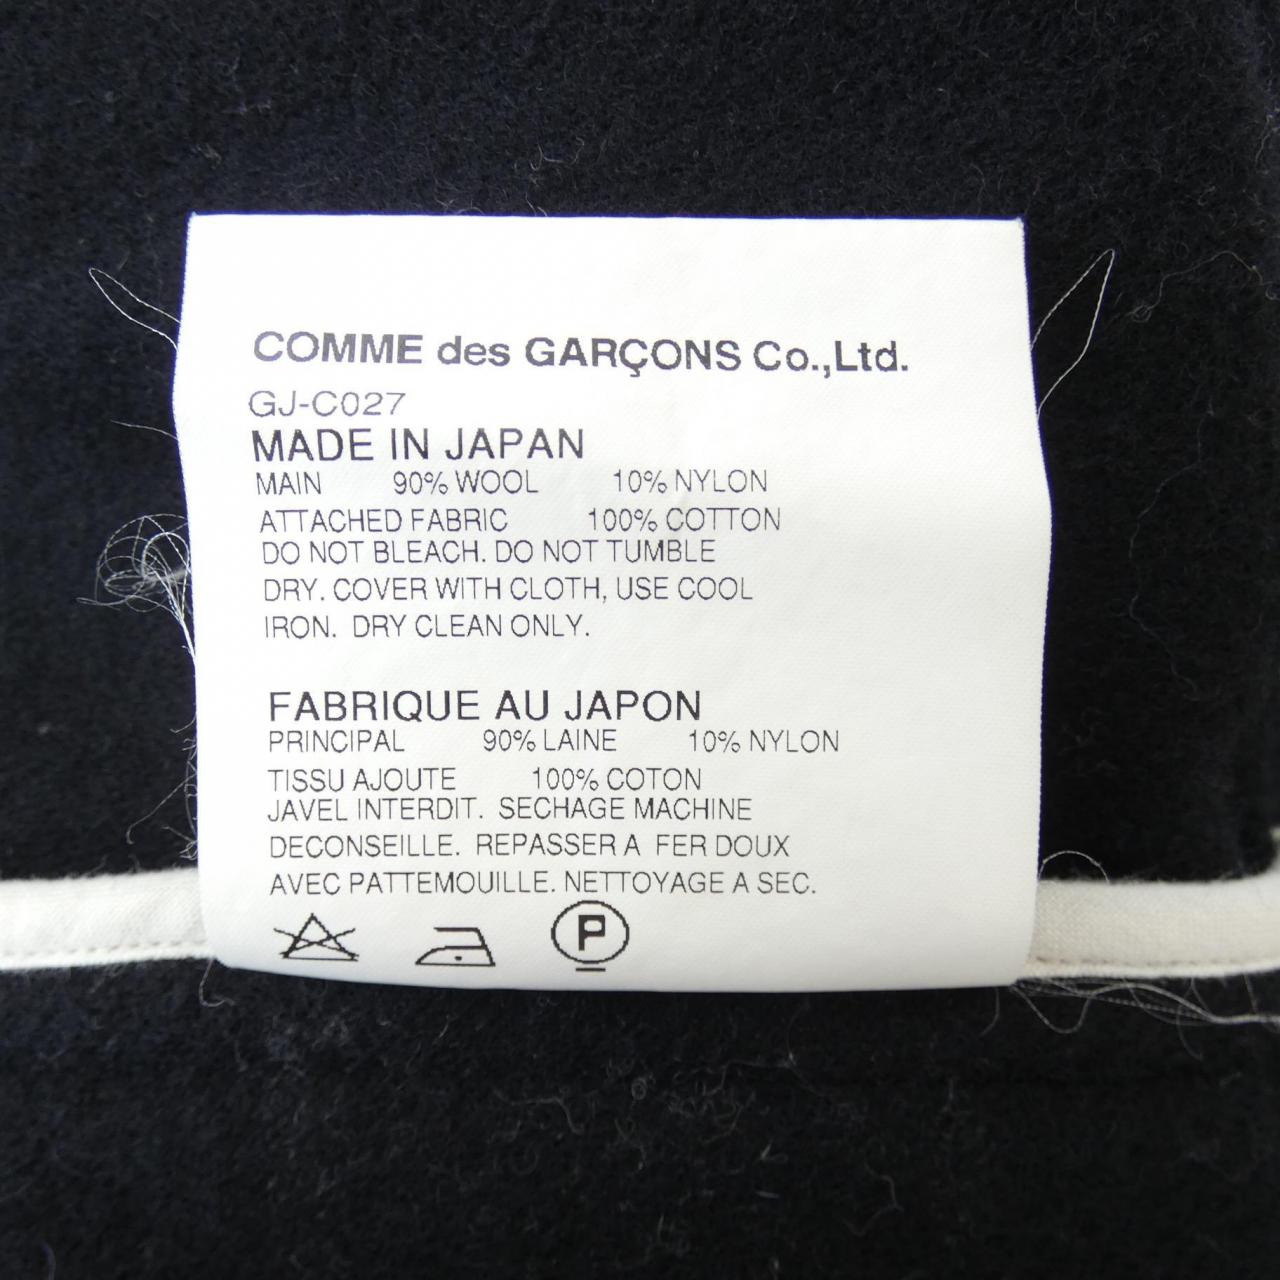 COMME des GARÇONS Co.,Ltd.
GJ-C027
MADE IN JAPAN
MAIN 90% WOOL 10% NYLON
ATTACHED FABRIC 100% COTTON
DO NOT BLEACH. DO NOT TUMBLE
DRY. COVER WITH CLOTH, USE COOL
IRON. DRY CLEAN ONLY.
FABRIQUE AU JAPON
PRINCIPAL 90% LAINE 10% NYLON
TISSU AJOUTE 100% COTON
JAVEL INTERDIT. SECHAGE MACHINE
DECONSEILLE. REPASSER A FER DOUX
AVEC PATTEMOUILLE. NETTOYAGE A SEC.
P